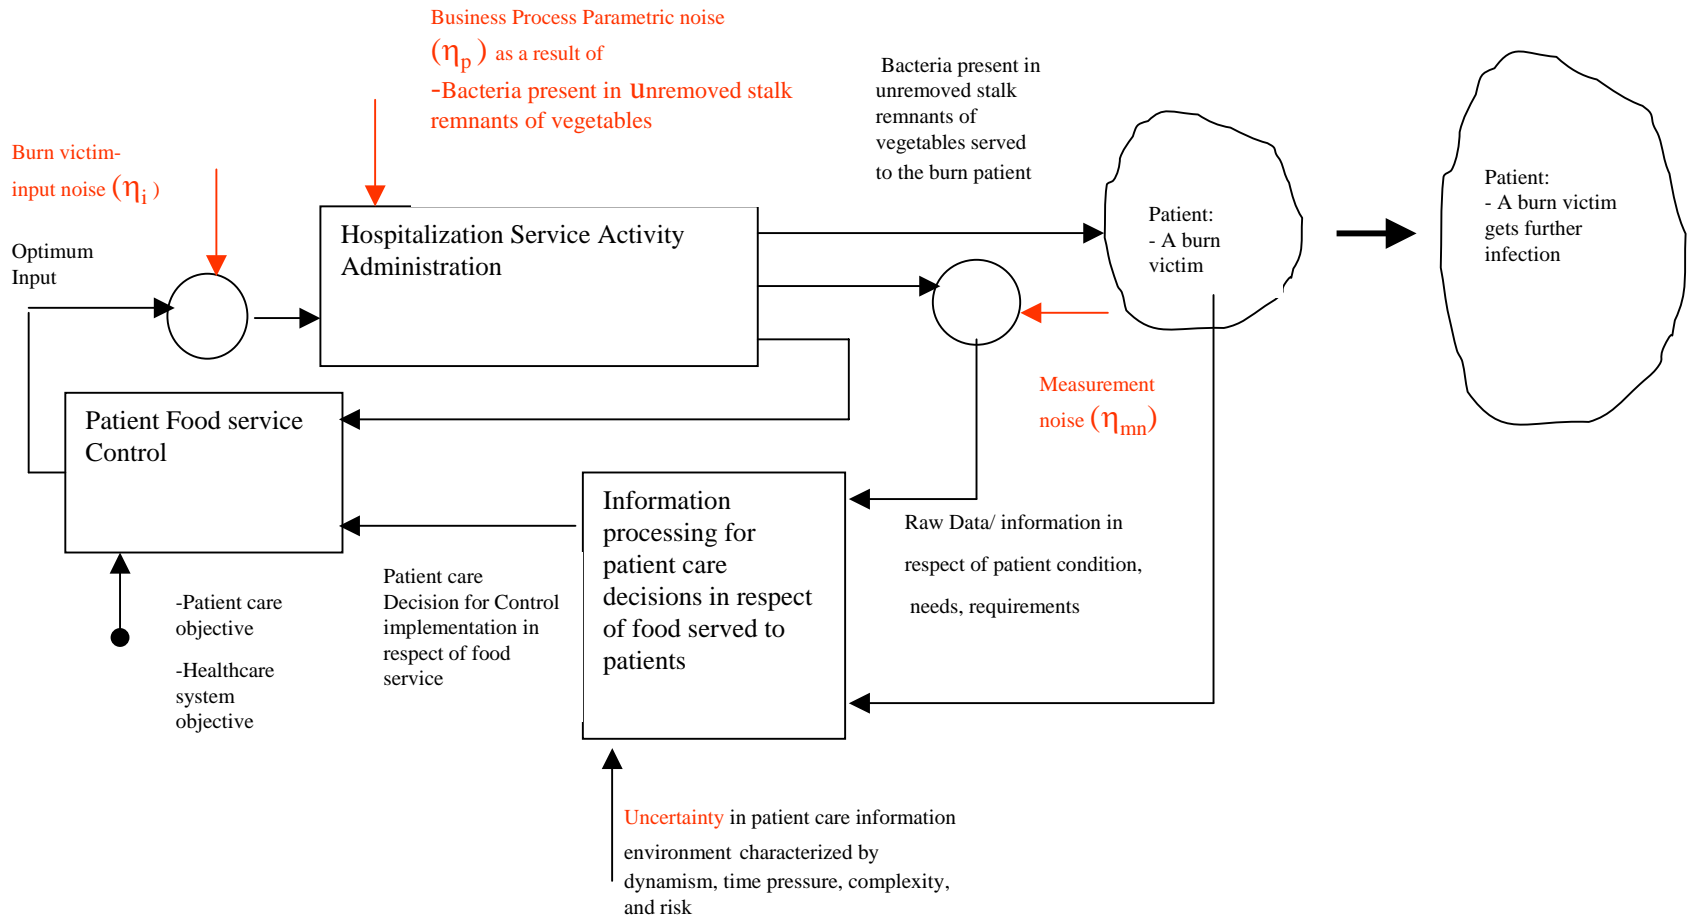 Business Process Parametric noise
(ηp ) as a result of
-Bacteria present in unremoved stalk
remnants of vegetables
Bacteria present in
unremoved stalk
remnants of
vegetables served
to the burn patient
Burn victim-
input noise (ηi )
Optimum
Input
Hospitalization Service Activity
Administration
Patient:
- A burn
victim
Patient:
- A burn victim
gets further
infection
Measurement
noise (ηmn)
Patient Food service
Control
Information
processing for
patient care
decisions in respect
of food served to
patients
Raw Data/ information in
respect of patient condition,
needs, requirements
-Patient care
objective
-Healthcare
system
objective
Patient care
Decision for Control
implementation in
respect of food
service
Uncertainty in patient care information
environment characterized by
dynamism, time pressure, complexity,
and risk